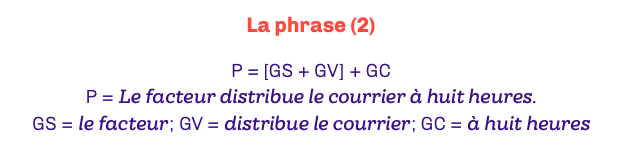 La phrase (2)
P = [GS + GV] + GC
P = Le facteur distribue le courrier à huit heures.
GS = le facteur ; GV = distribue le courrier ; GC = à huit heures